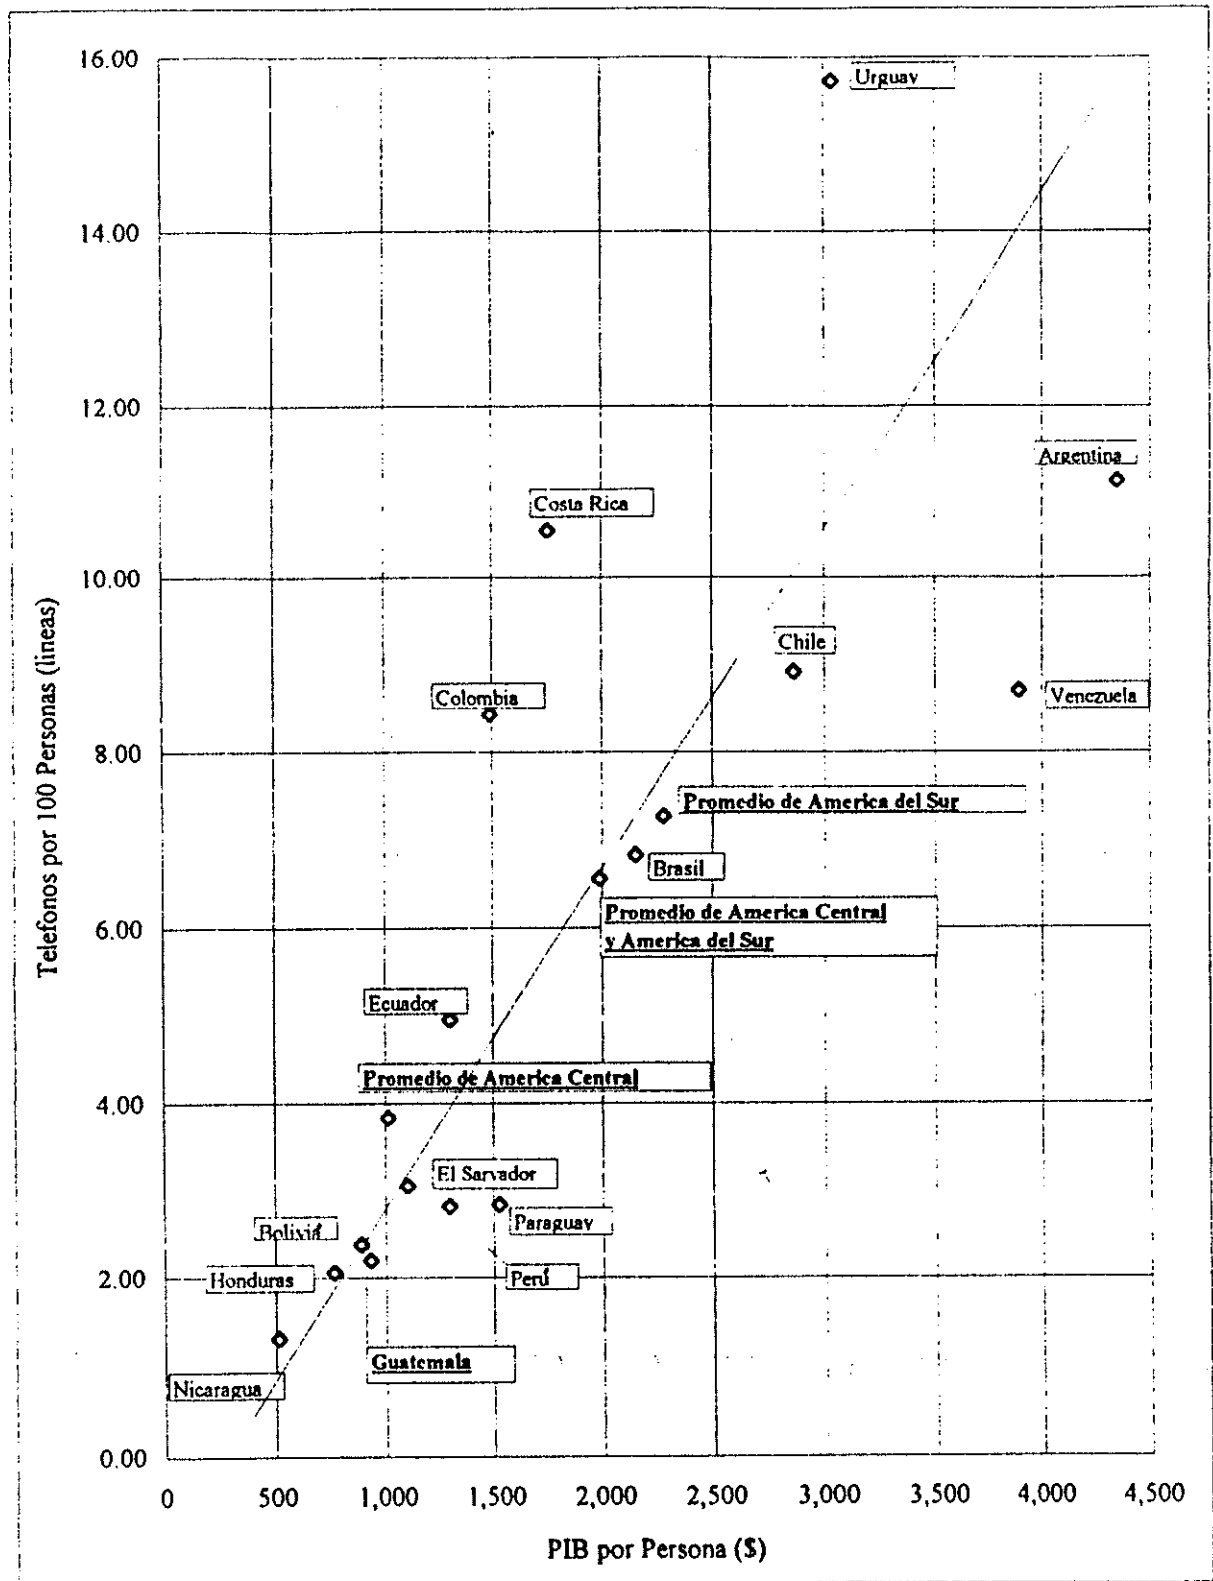 16.00
Urguay
14.00
12.00
Argentina
Costa Rica
10.00
Chile
Colombia
Venezuela
8.00
Promedio de America del Sur
Brasil
Promedio de America Central
y America del Sur
6.00
Ecuador
Promedio de America Central
4.00
El Sarvador
Paraguay
Bolivia
Honduras
2.00
Perú
Guatemala
Nicaragua
0.00
0 500 1,000 1,500 2,000 2,500 3,000 3,500 4,000 4,500
PIB por Persona ($)
Telefonos por 100 Personas (lineas)